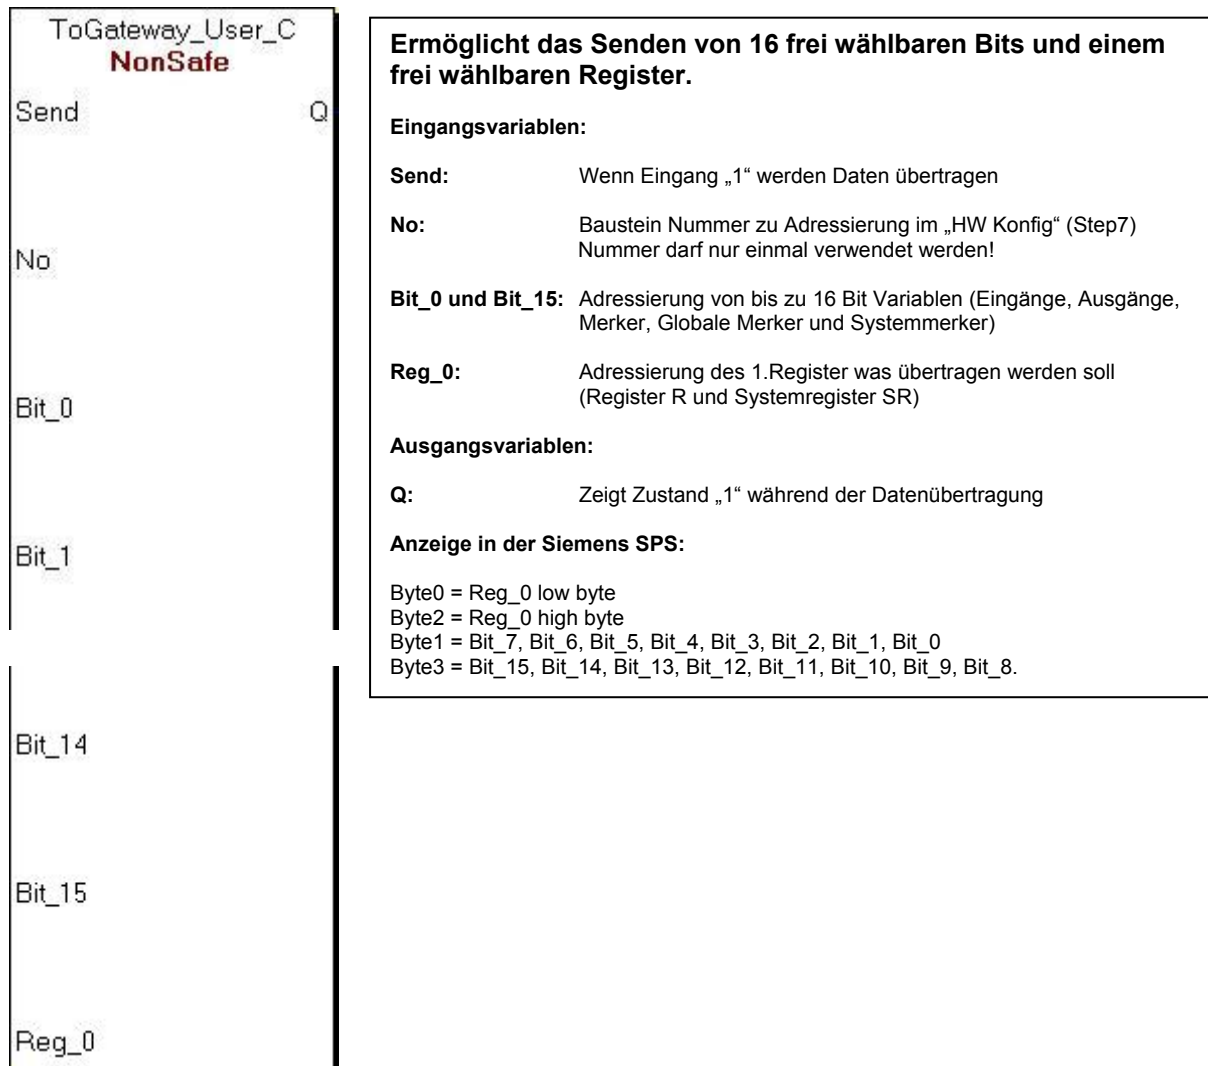 ToGateway_User_C
NonSafe
Send
Q
No
Bit_0
Bit_1
Bit_14
Bit_15
Reg_0
Ermöglicht das Senden von 16 frei wählbaren Bits und einem
frei wählbaren Register.
Eingangsvariablen:
Send: Wenn Eingang „1“ werden Daten übertragen
No: Baustein Nummer zu Adressierung im „HW Konfig“ (Step7)
Nummer darf nur einmal verwendet werden!
Bit_0 und Bit_15: Adressierung von bis zu 16 Bit Variablen (Eingänge, Ausgänge,
Merker, Globale Merker und Systemmerker)
Reg_0: Adressierung des 1.Register was übertragen werden soll
(Register R und Systemregister SR)
Ausgangsvariablen:
Q: Zeigt Zustand „1“ während der Datenübertragung
Anzeige in der Siemens SPS:
Byte0 = Reg_0 low byte
Byte2 = Reg_0 high byte
Byte1 = Bit_7, Bit_6, Bit_5, Bit_4, Bit_3, Bit_2, Bit_1, Bit_0
Byte3 = Bit_15, Bit_14, Bit_13, Bit_12, Bit_11, Bit_10, Bit_9, Bit_8.